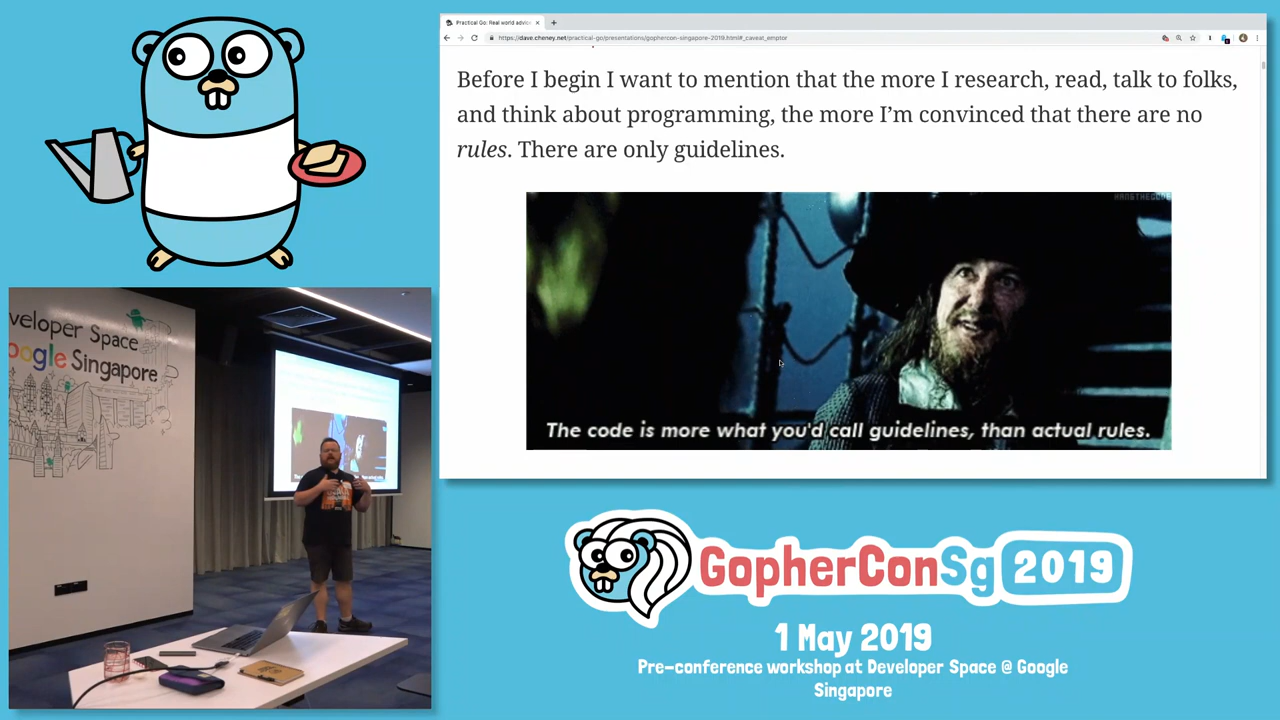 Practical Go: Real world advice
https://dave.cheney.net/practical-go/presentations/gophercon-singapore-2019.html#_caveat_emptor
Before I begin I want to mention that the more I research, read, talk to folks,
and think about programming, the more I'm convinced that there are no
rules. There are only guidelines.
The code is more what you'd call guidelines, than actual rules.
veloper Space
oogle Singapore
GopherConSg 2019
1 May 2019
Pre-conference workshop at Developer Space @ Google
Singapore